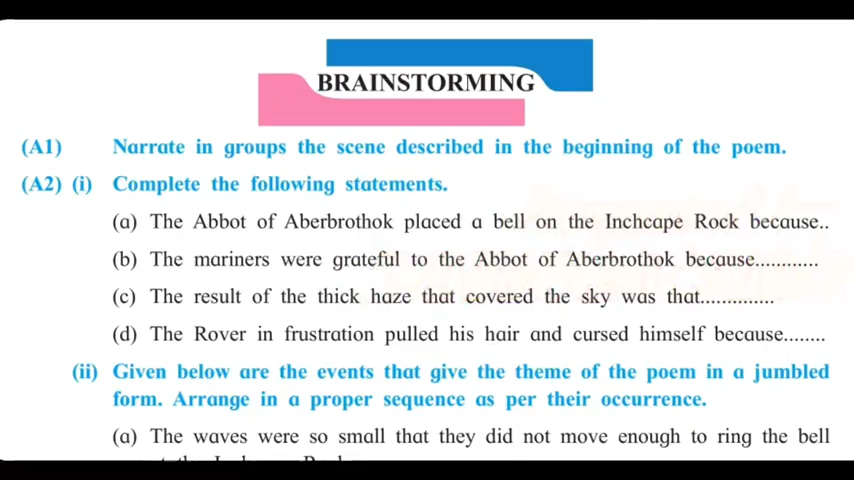 BRAINSTORMING
(A1) Narrate in groups the scene described in the beginning of the poem.
(A2) (i) Complete the following statements.
(a) The Abbot of Aberbrothok placed a bell on the Inchcape Rock because..
(b) The mariners were grateful to the Abbot of Aberbrothok because............
(c) The result of the thick haze that covered the sky was that..............
(d) The Rover in frustration pulled his hair and cursed himself because........
(ii) Given below are the events that give the theme of the poem in a jumbled
form. Arrange in a proper sequence as per their occurrence.
(a) The waves were so small that they did not move enough to ring the bell